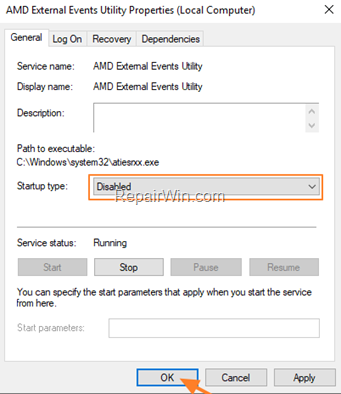 AMD External Events Utility Properties (Local Computer)
General Log On Recovery Dependencies
Service name: AMD External Events Utility
Display name: AMD External Events Utility
Description:
Path to executable:
C:\Windows\system32\atiesrxx.exe
Startup type: Disabled
RepairWin.com
Service status: Running
Start Stop Pause Resume
You can specify the start parameters that apply when you start the service
from here.
Start parameters:
OK Cancel Apply